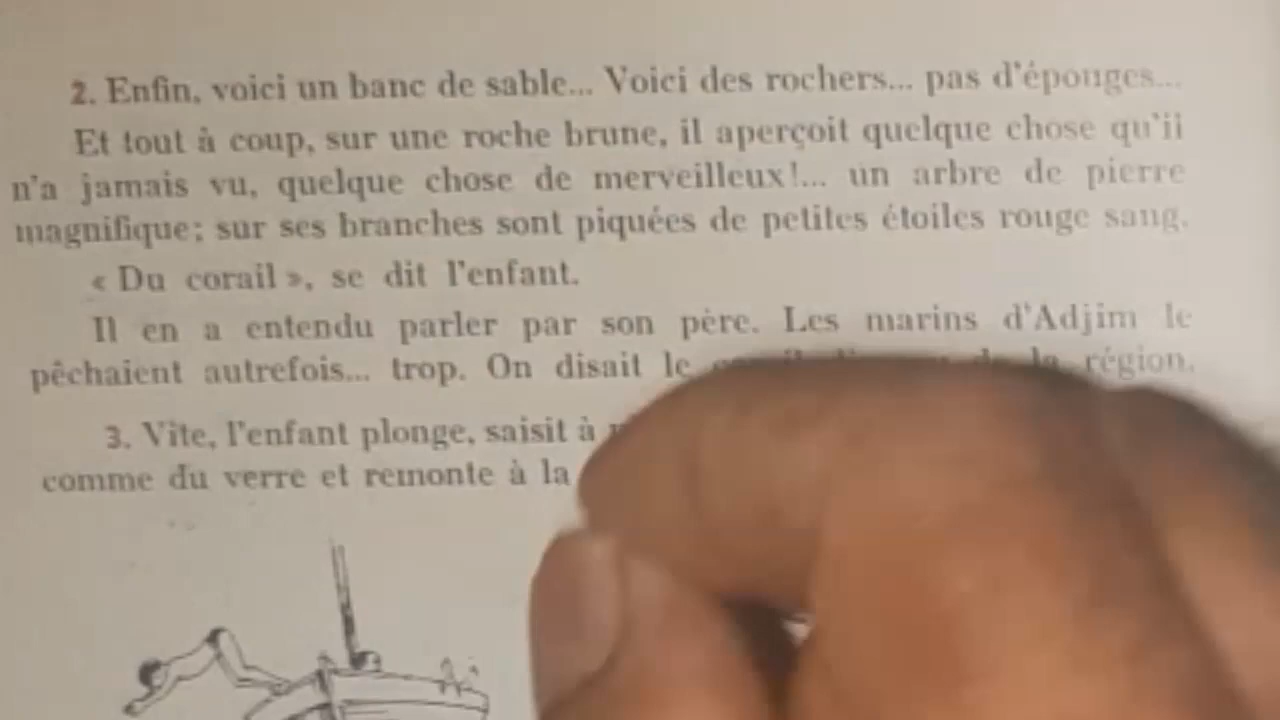 2. Enfin, voici un banc de sable... Voici des rochers... pas d'éponges...
Et tout à coup, sur une roche brune, il aperçoit quelque chose qu'il
n'a jamais vu, quelque chose de merveilleux!... un arbre de pierre
magnifique; sur ses branches sont piquées de petites étoiles rouge sang.
« Du corail », se dit l'enfant.
Il en a entendu parler par son père. Les marins d'Adjim le
pêchaient autrefois... trop. On disait le de la région.
3. Vite, l'enfant plonge, saisit à
comme du verre et remonte à la